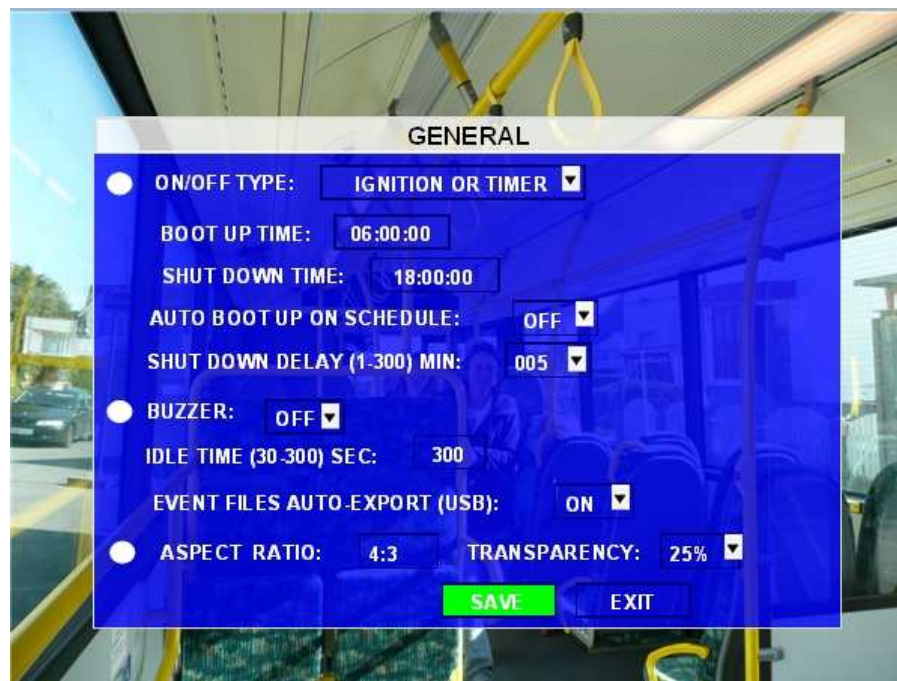 GENERAL
ON/OFF TYPE: IGNITION OR TIMER
BOOT UP TIME: 06:00:00
SHUT DOWN TIME: 18:00:00
AUTO BOOT UP ON SCHEDULE: OFF
SHUT DOWN DELAY (1-300) MIN: 005
BUZZER: OFF
IDLE TIME (30-300) SEC: 300
EVENT FILES AUTO-EXPORT (USB): ON
ASPECT RATIO: 4:3 TRANSPARENCY: 25%
SAVE EXIT